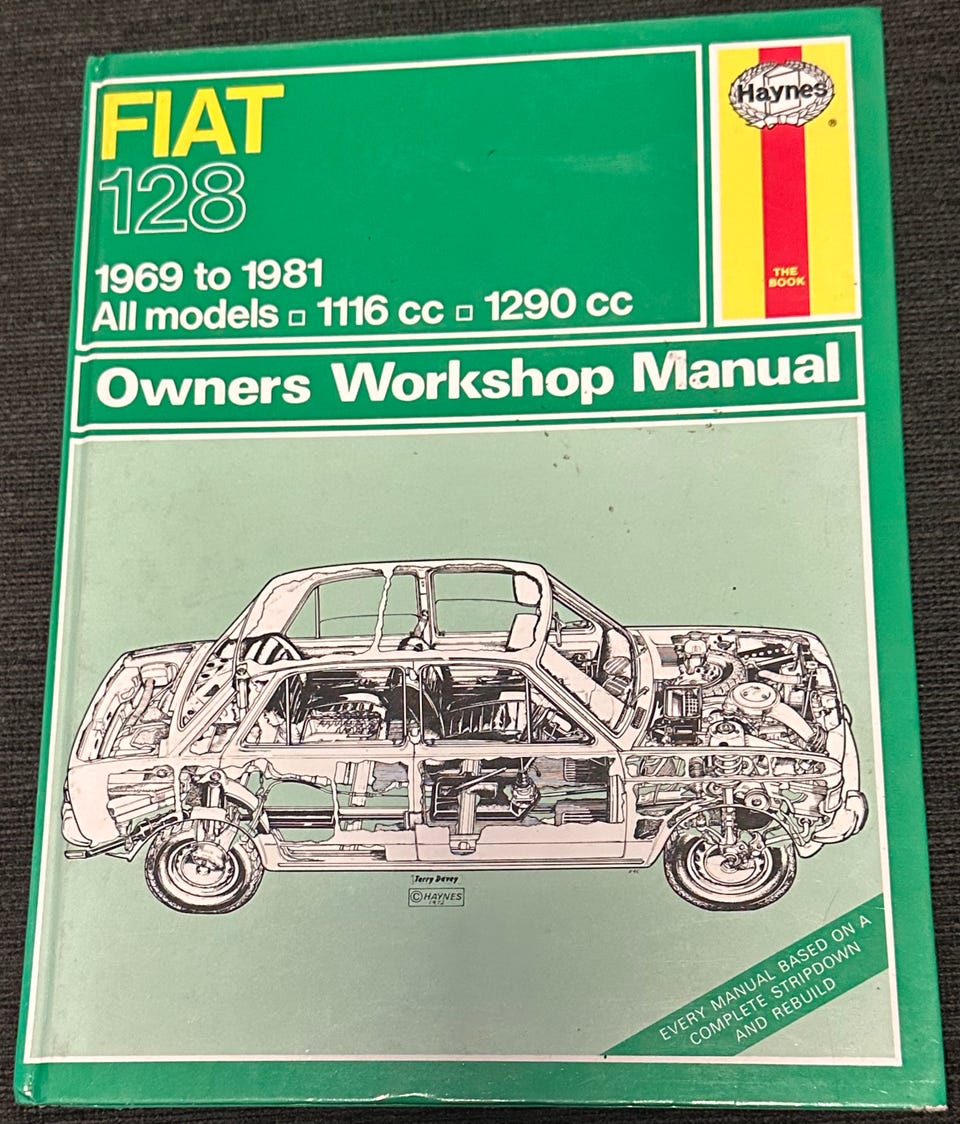 FIAT
128
1969 to 1981
All models □ 1116 cc □ 1290 cc
Haynes
®
THE
BOOK
Owners Workshop Manual
Terry Davey
© HAYNES
1972
EVERY MANUAL BASED ON A
COMPLETE STRIPDOWN
AND REBUILD